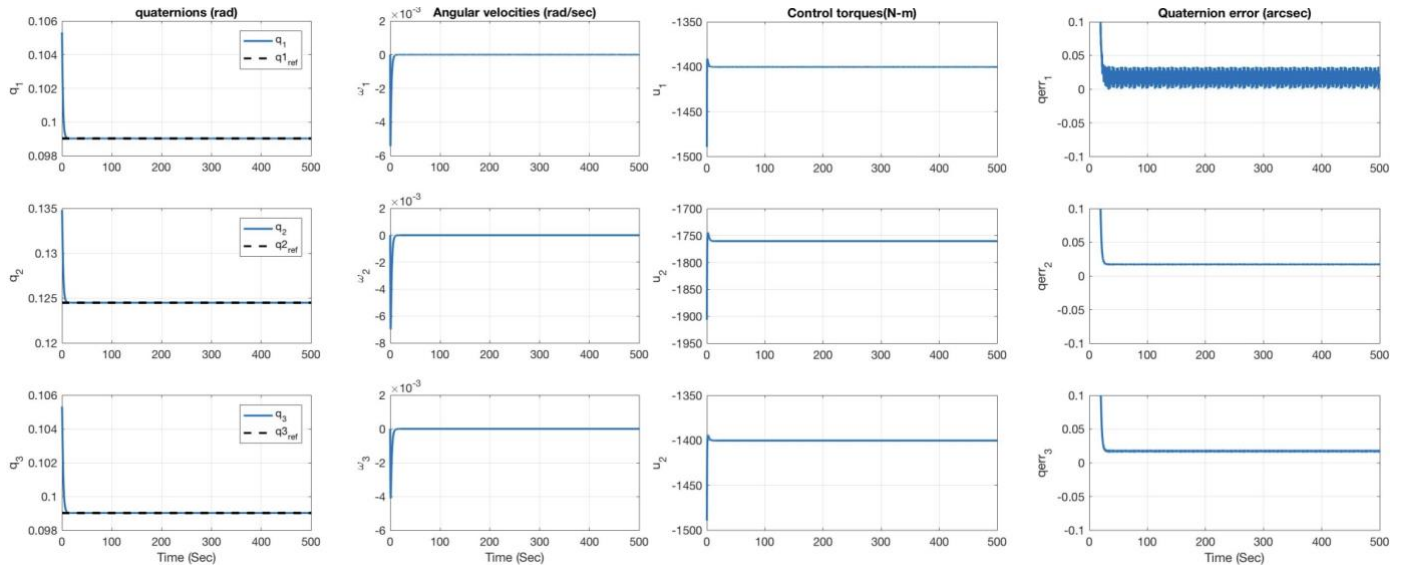 quaternions (rad)
0.106
0.104
0.102
0.1
0.098
q1
q1ref
q1
0 100 200 300 400 500
Angular velocities (rad/sec)
×10-3
2
0
-2
-4
-6
ω1
0 100 200 300 400 500
Control torques(N-m)
-1350
-1400
-1450
-1500
u1
0 100 200 300 400 500
Quaternion error (arcsec)
0.1
0.05
0
-0.05
-0.1
qerr1
0 100 200 300 400 500
0.135
0.13
0.125
0.12
q2
q2ref
q2
0 100 200 300 400 500
×10-3
2
0
-2
-4
-6
-8
ω2
0 100 200 300 400 500
-1700
-1750
-1800
-1850
-1900
-1950
u2
0 100 200 300 400 500
0.1
0.05
0
-0.05
-0.1
qerr2
0 100 200 300 400 500
0.106
0.104
0.102
0.1
0.098
q3
q3ref
q3
0 100 200 300 400 500
Time (Sec)
×10-3
2
0
-2
-4
-6
ω3
0 100 200 300 400 500
Time (Sec)
-1350
-1400
-1450
-1500
u2
0 100 200 300 400 500
0.1
0.05
0
-0.05
-0.1
qerr3
0 100 200 300 400 500
Time (Sec)